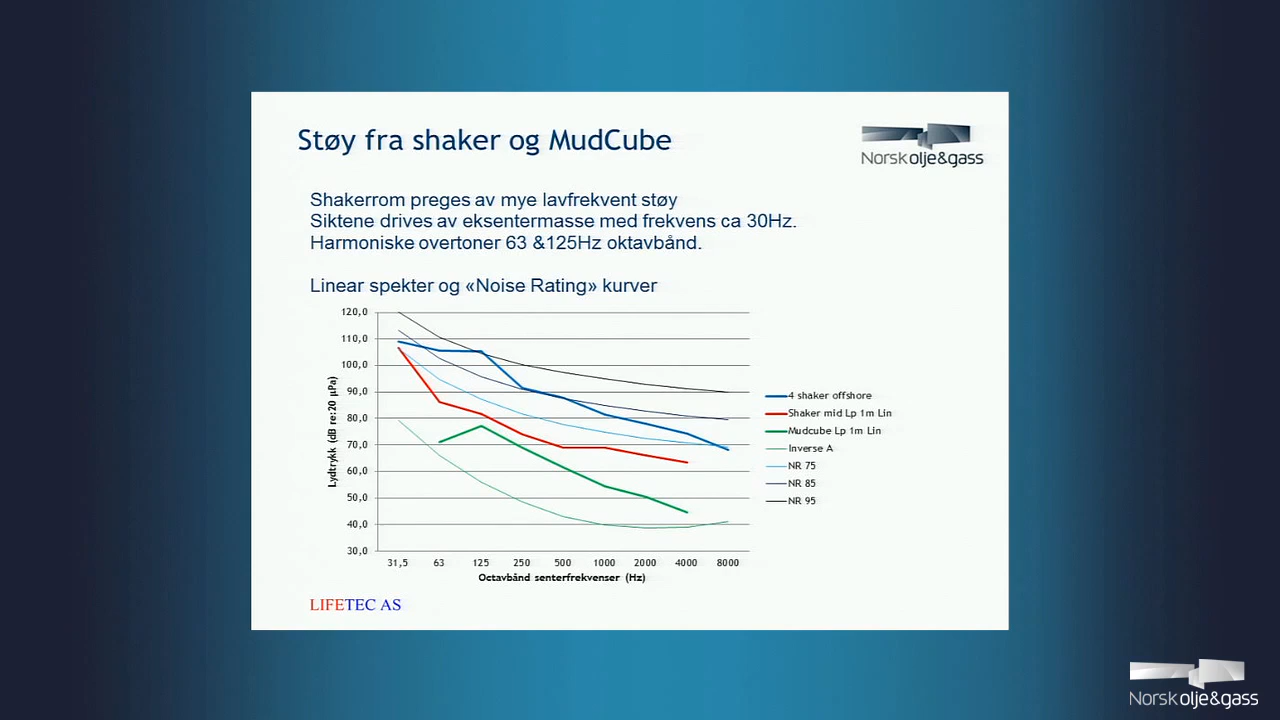 Støy fra shaker og MudCube
Norskolje&gass
Shakerrom preges av mye lavfrekvent støy
Siktene drives av eksentermasse med frekvens ca 30Hz.
Harmoniske overtoner 63 &125Hz oktavbånd.
Linear spekter og «Noise Rating» kurver
120,0
110,0
100,0
90,0
80,0
70,0
60,0
50,0
40,0
30,0
Lydtrykk (dB re:20 µPa)
31,5 63 125 250 500 1000 2000 4000 8000
Octavbånd senterfrekvenser (Hz)
4 shaker offshore
Shaker mid Lp 1m Lin
Mudcube Lp 1m Lin
Inverse A
NR 75
NR 85
NR 95
LIFETEC AS
Norskolje&gass